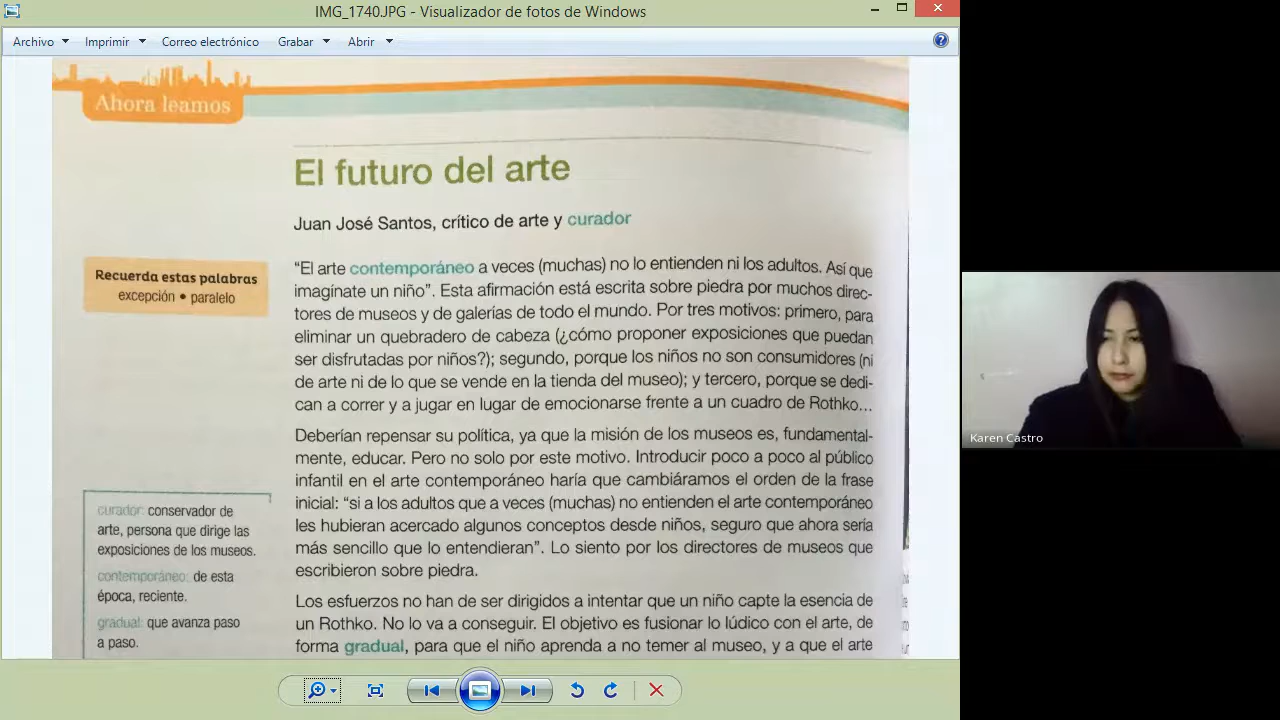 IMG_1740.JPG - Visualizador de fotos de Windows
Archivo Imprimir Correo electrónico Grabar Abrir
Ahora leamos
El futuro del arte
Juan José Santos, crítico de arte y curador
Recuerda estas palabras
excepción • paralelo
“El arte contemporáneo a veces (muchas) no lo entienden ni los adultos. Así que
imagínate un niño”. Esta afirmación está escrita sobre piedra por muchos direc-
tores de museos y de galerías de todo el mundo. Por tres motivos: primero, para
eliminar un quebradero de cabeza (¿cómo proponer exposiciones que puedan
ser disfrutadas por niños?); segundo, porque los niños no son consumidores (ni
de arte ni de lo que se vende en la tienda del museo); y tercero, porque se dedi-
can a correr y a jugar en lugar de emocionarse frente a un cuadro de Rothko...
Deberían repensar su política, ya que la misión de los museos es, fundamental-
mente, educar. Pero no solo por este motivo. Introducir poco a poco al público
infantil en el arte contemporáneo haría que cambiáramos el orden de la frase
inicial: “si a los adultos que a veces (muchas) no entienden el arte contemporáneo
les hubieran acercado algunos conceptos desde niños, seguro que ahora sería
más sencillo que lo entendieran”. Lo siento por los directores de museos que
escribieron sobre piedra.
Los esfuerzos no han de ser dirigidos a intentar que un niño capte la esencia de
un Rothko. No lo va a conseguir. El objetivo es fusionar lo lúdico con el arte, de
forma gradual, para que el niño aprenda a no temer al museo, y a que el arte
curador: conservador de
arte, persona que dirige las
exposiciones de los museos.
contemporáneo: de esta
época, reciente.
gradual: que avanza paso
a paso.
Karen Castro